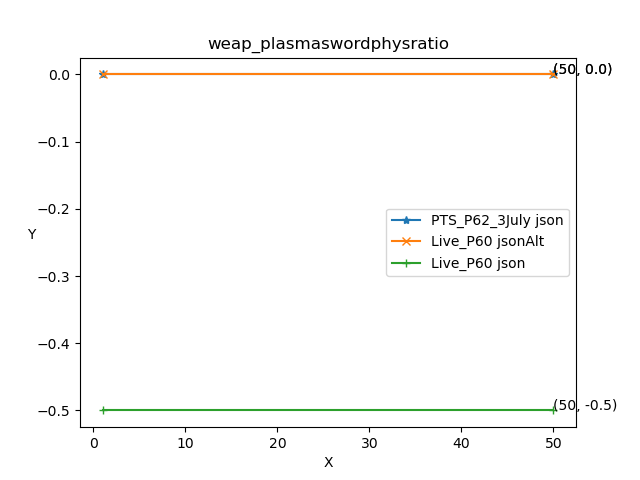 weap_plasmaswordphysratio
0.0
−0.1
−0.2
−0.3
−0.4
−0.5
Y
(50, 0.0)
PTS_P62_3July json
Live_P60 jsonAlt
Live_P60 json
(50, -0.5)
0
10
20
30
40
50
X